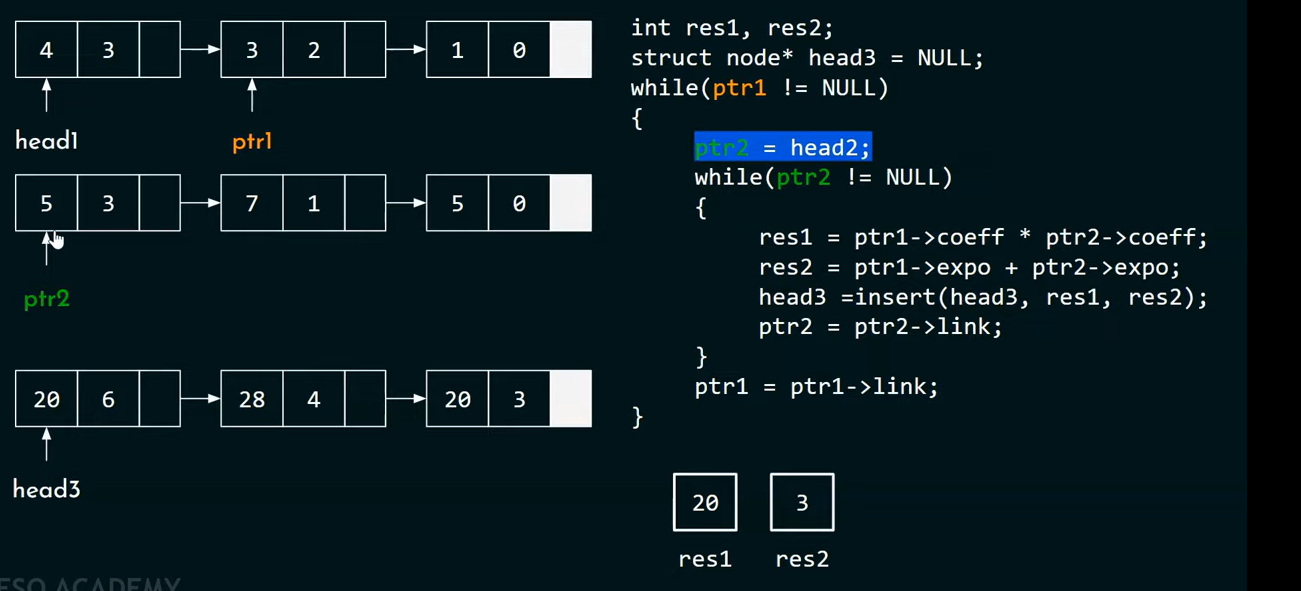 4 3 3 2 1 0
head1 ptr1
5 3 7 1 5 0
ptr2
20 6 28 4 20 3
head3
int res1, res2;
struct node* head3 = NULL;
while(ptr1 != NULL)
{
ptr2 = head2;
while(ptr2 != NULL)
{
res1 = ptr1->coeff * ptr2->coeff;
res2 = ptr1->expo + ptr2->expo;
head3 =insert(head3, res1, res2);
ptr2 = ptr2->link;
}
ptr1 = ptr1->link;
}
20 3
res1 res2
ESO ACADEMY